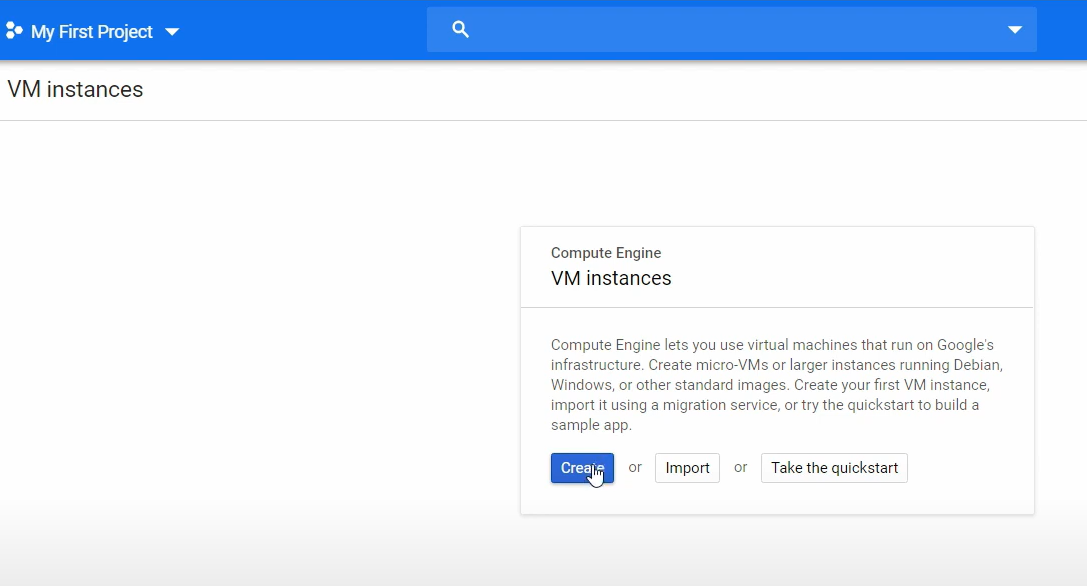 My First Project
VM instances
Compute Engine
VM instances
Compute Engine lets you use virtual machines that run on Google's
infrastructure. Create micro-VMs or larger instances running Debian,
Windows, or other standard images. Create your first VM instance,
import it using a migration service, or try the quickstart to build a
sample app.
Create or Import or Take the quickstart